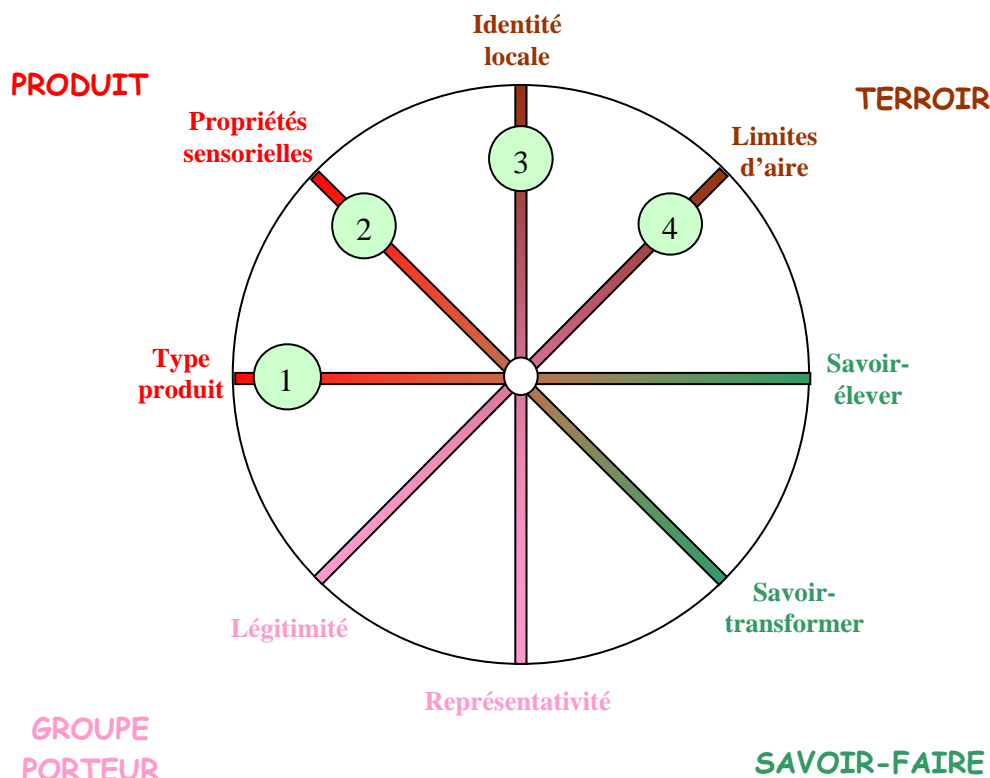 Identité
locale
PRODUIT
TERROIR
Propriétés
sensorielles
Limites
d'aire
3
2
4
Type
produit
1
Savoir-
élever
Savoir-
transformer
Légitimité
Représentativité
GROUPE
PORTEUR
SAVOIR-FAIRE